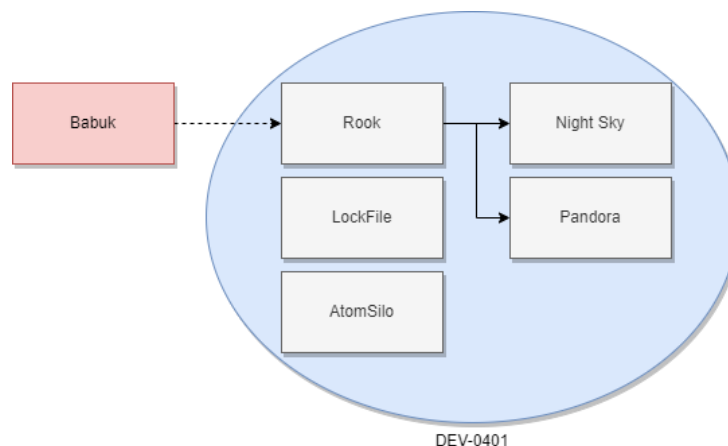 Babuk
Rook
Night Sky
LockFile
Pandora
AtomSilo
DEV-0401